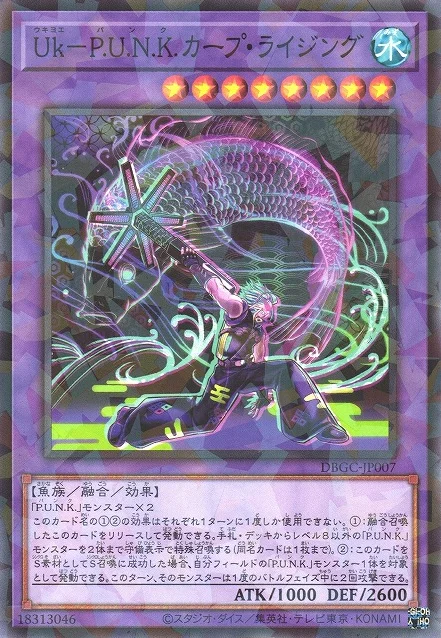 Uk－P.U.N.K.カープ・ライジング
水
DBGC-JP007
【魚族／融合／効果】
「P.U.N.K.」モンスター×2
このカード名の①②の効果はそれぞれ1ターンに1度しか使用できない。①：融合召喚
したこのカードをリリースして発動できる。手札・デッキからレベル８以外の「P.U.N.K.」
モンスターを2体まで守備表示で特殊召喚する(同名カードは1枚まで)。②：このカードを
S素材としてS召喚に成功した場合、自分フィールドの「P.U.N.K.」モンスター1体を対象
として発動できる。このターン、そのモンスターは1度のバトルフェイズ中に2回攻撃できる。
ATK/1000 DEF/2600
18313046
©スタジオ・ダイス／集英社・テレビ東京・KONAMI